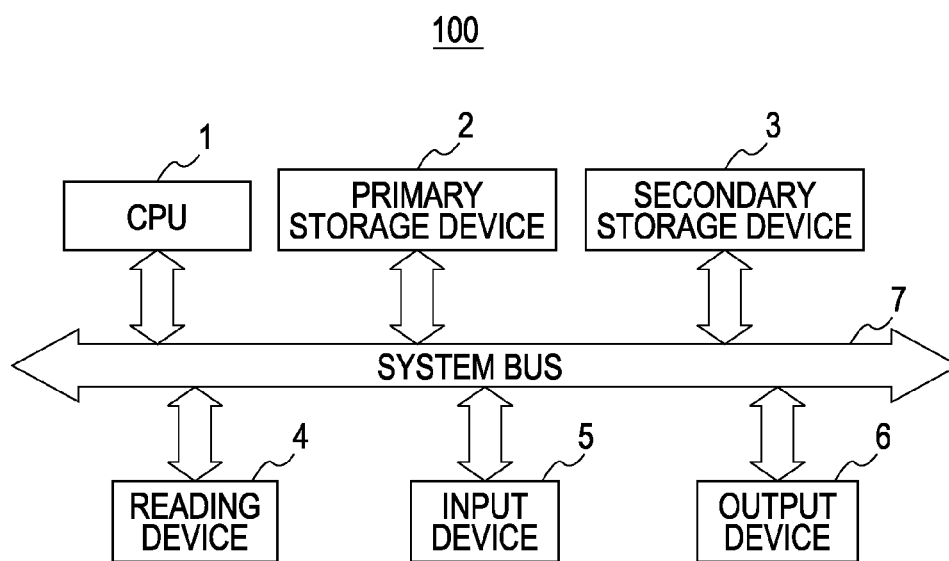 100
1
2
3
CPU
PRIMARY
STORAGE DEVICE
SECONDARY
STORAGE DEVICE
7
SYSTEM BUS
4
5
6
READING
DEVICE
INPUT
DEVICE
OUTPUT
DEVICE